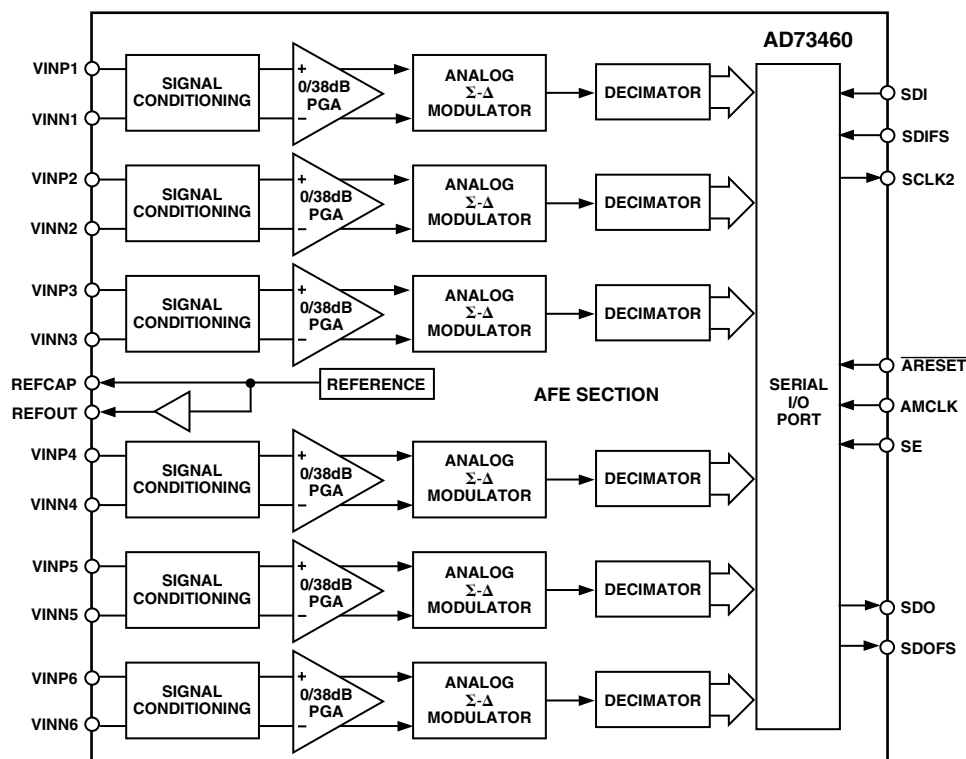 AD73460
VINP1
VINN1
SIGNAL
CONDITIONING
+
0/38dB
PGA
–
ANALOG
Σ-Δ
MODULATOR
DECIMATOR
SDI
SDIFS
SCLK2
VINP2
VINN2
SIGNAL
CONDITIONING
+
0/38dB
PGA
–
ANALOG
Σ-Δ
MODULATOR
DECIMATOR
VINP3
VINN3
SIGNAL
CONDITIONING
+
0/38dB
PGA
–
ANALOG
Σ-Δ
MODULATOR
DECIMATOR
REFCAP
REFOUT
REFERENCE
AFE SECTION
SERIAL
I/O
PORT
ARESET
AMCLK
SE
VINP4
VINN4
SIGNAL
CONDITIONING
+
0/38dB
PGA
–
ANALOG
Σ-Δ
MODULATOR
DECIMATOR
VINP5
VINN5
SIGNAL
CONDITIONING
+
0/38dB
PGA
–
ANALOG
Σ-Δ
MODULATOR
DECIMATOR
SDO
SDOFS
VINP6
VINN6
SIGNAL
CONDITIONING
+
0/38dB
PGA
–
ANALOG
Σ-Δ
MODULATOR
DECIMATOR